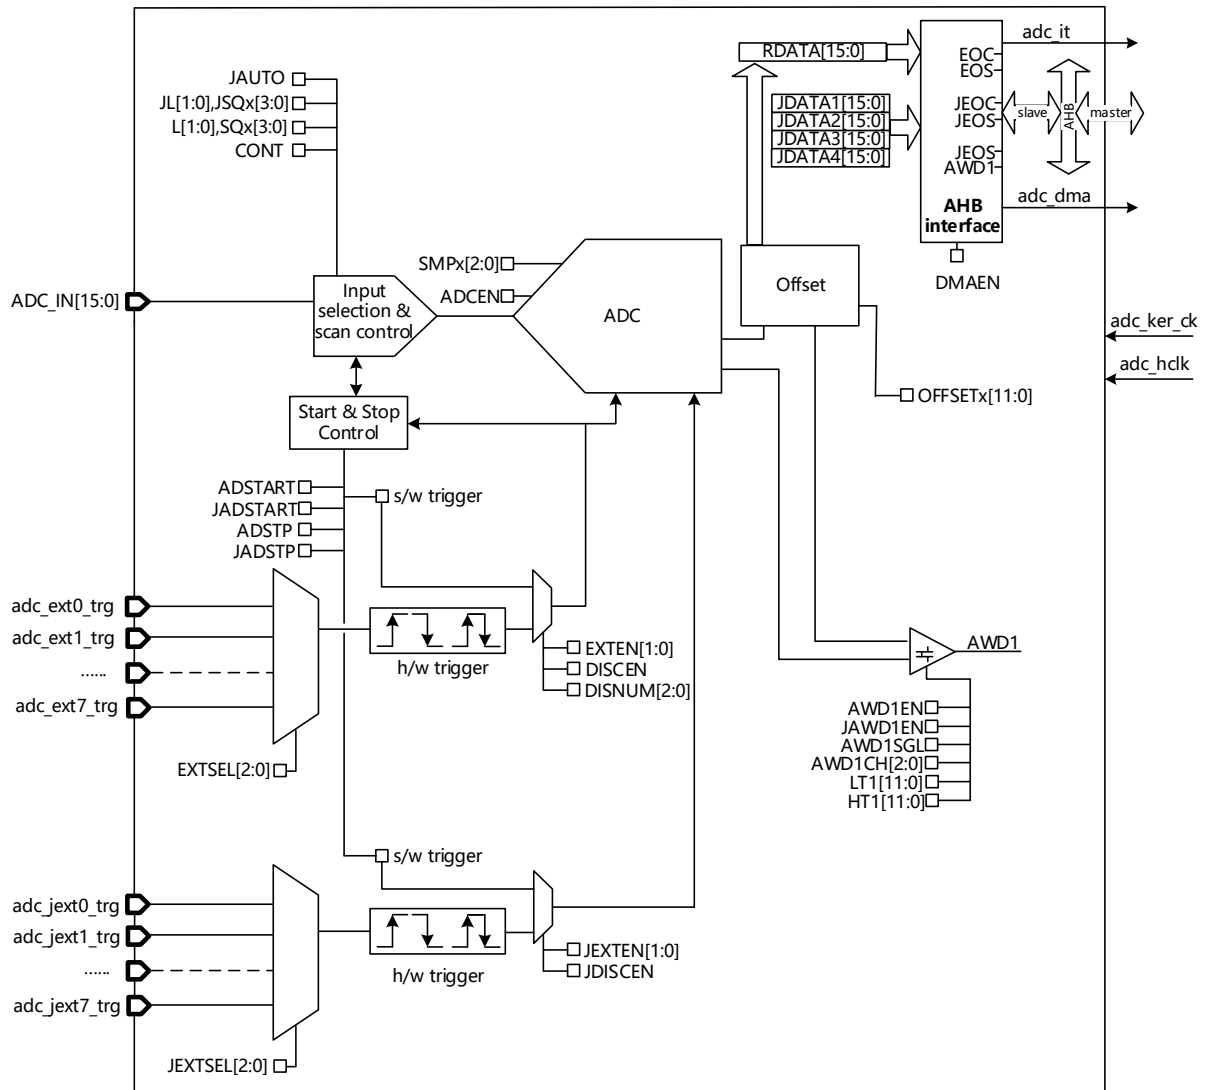 JAUTO
JL[1:0],JSQx[3:0]
L[1:0],SQx[3:0]
CONT
RDATA[15:0]
JDATA1[15:0]
JDATA2[15:0]
JDATA3[15:0]
JDATA4[15:0]
EOC
EOS
JEOC
JEOS
JEOS
AWD1
AHB
interface
adc_it
slave
AHB
master
adc_dma
DMAEN
SMPx[2:0]
ADCEN
ADC_IN[15:0]
Input
selection &
scan control
ADC
Offset
adc_ker_ck
adc_hclk
OFFSETx[11:0]
Start & Stop
Control
ADSTART
JADSTART
ADSTP
JADSTP
s/w trigger
adc_ext0_trg
adc_ext1_trg
......
adc_ext7_trg
h/w trigger
EXTEN[1:0]
DISCEN
DISNUM[2:0]
EXTSEL[2:0]
AWD1
AWD1EN
JAWD1EN
AWD1SGL
AWD1CH[2:0]
LT1[11:0]
HT1[11:0]
s/w trigger
adc_jext0_trg
adc_jext1_trg
......
adc_jext7_trg
h/w trigger
JEXTEN[1:0]
JDISCEN
JEXTSEL[2:0]